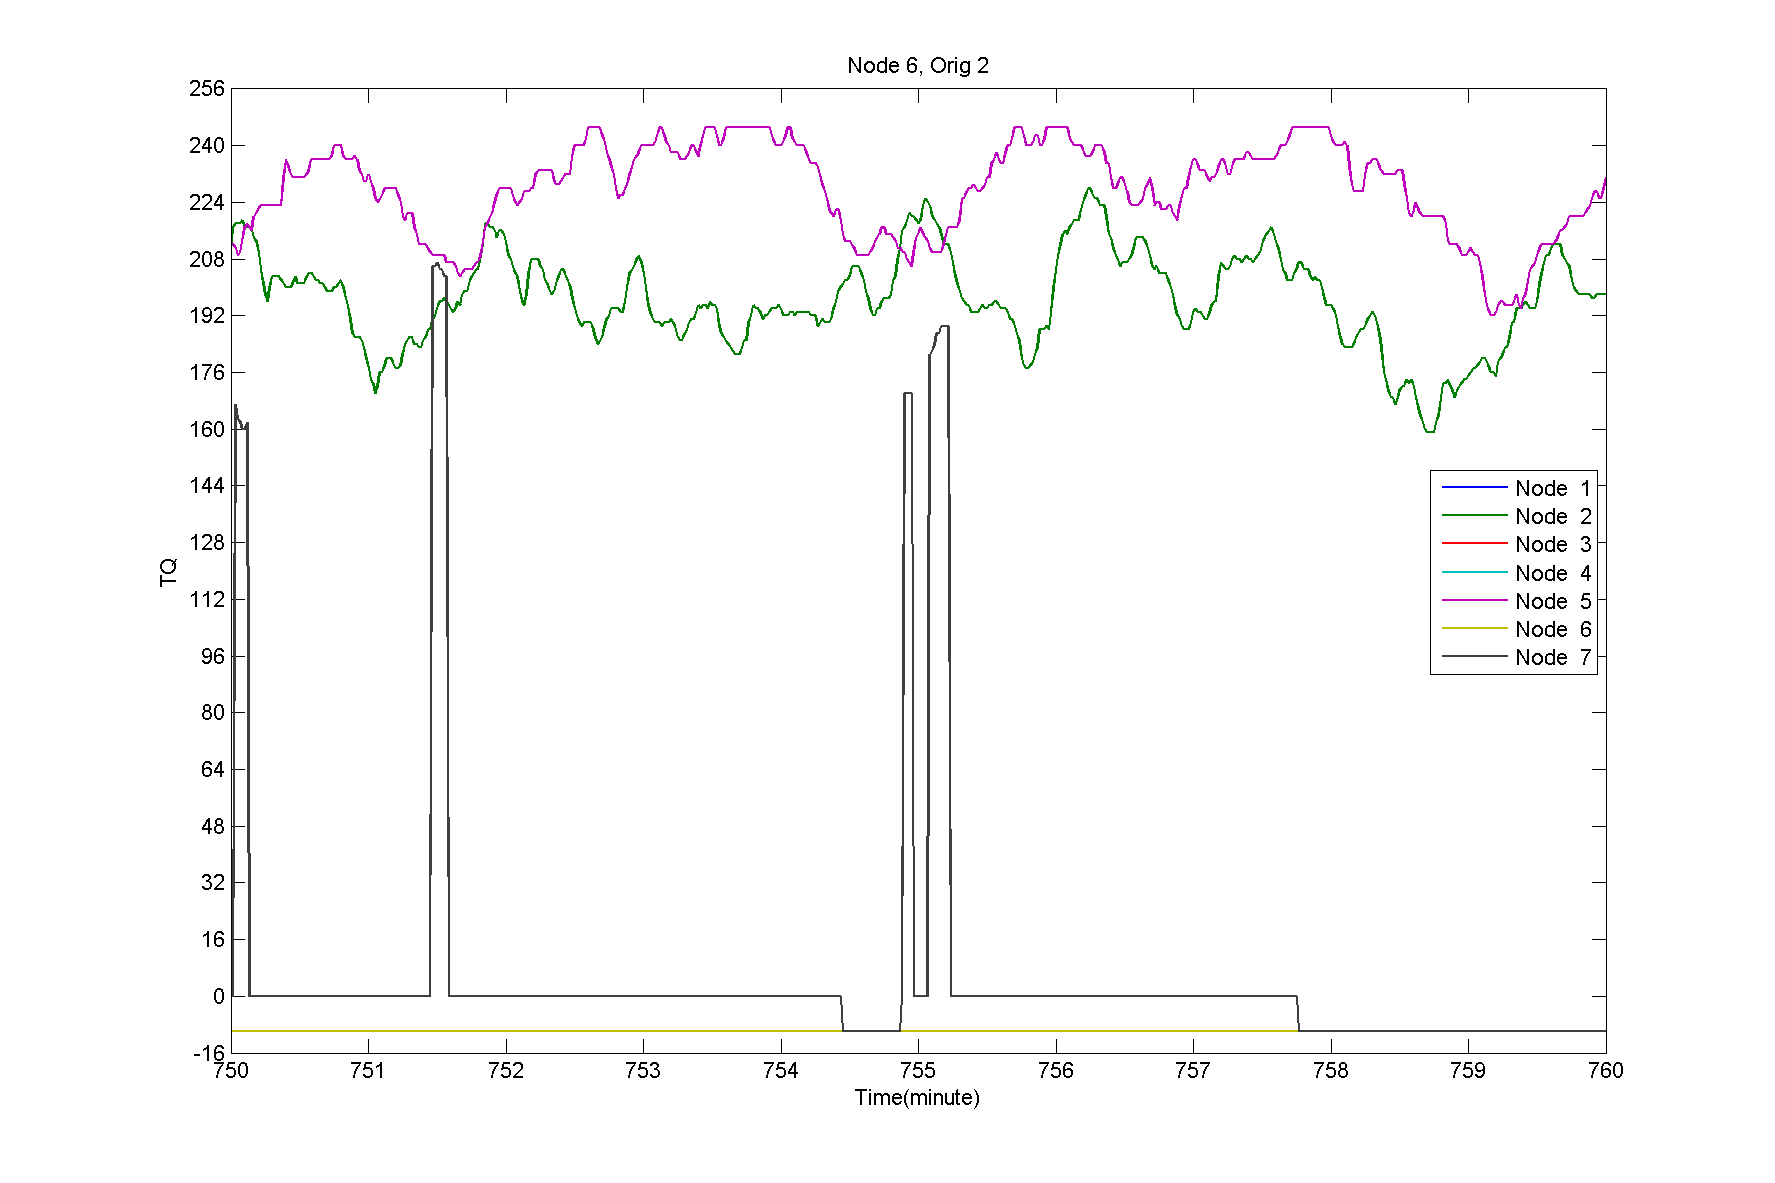 Node 6, Orig 2
256
240
224
208
192
176
160
144
128
112
96
80
64
48
32
16
0
-16
TQ
Node 1
Node 2
Node 3
Node 4
Node 5
Node 6
Node 7
750 751 752 753 754 755 756 757 758 759 760
Time(minute)